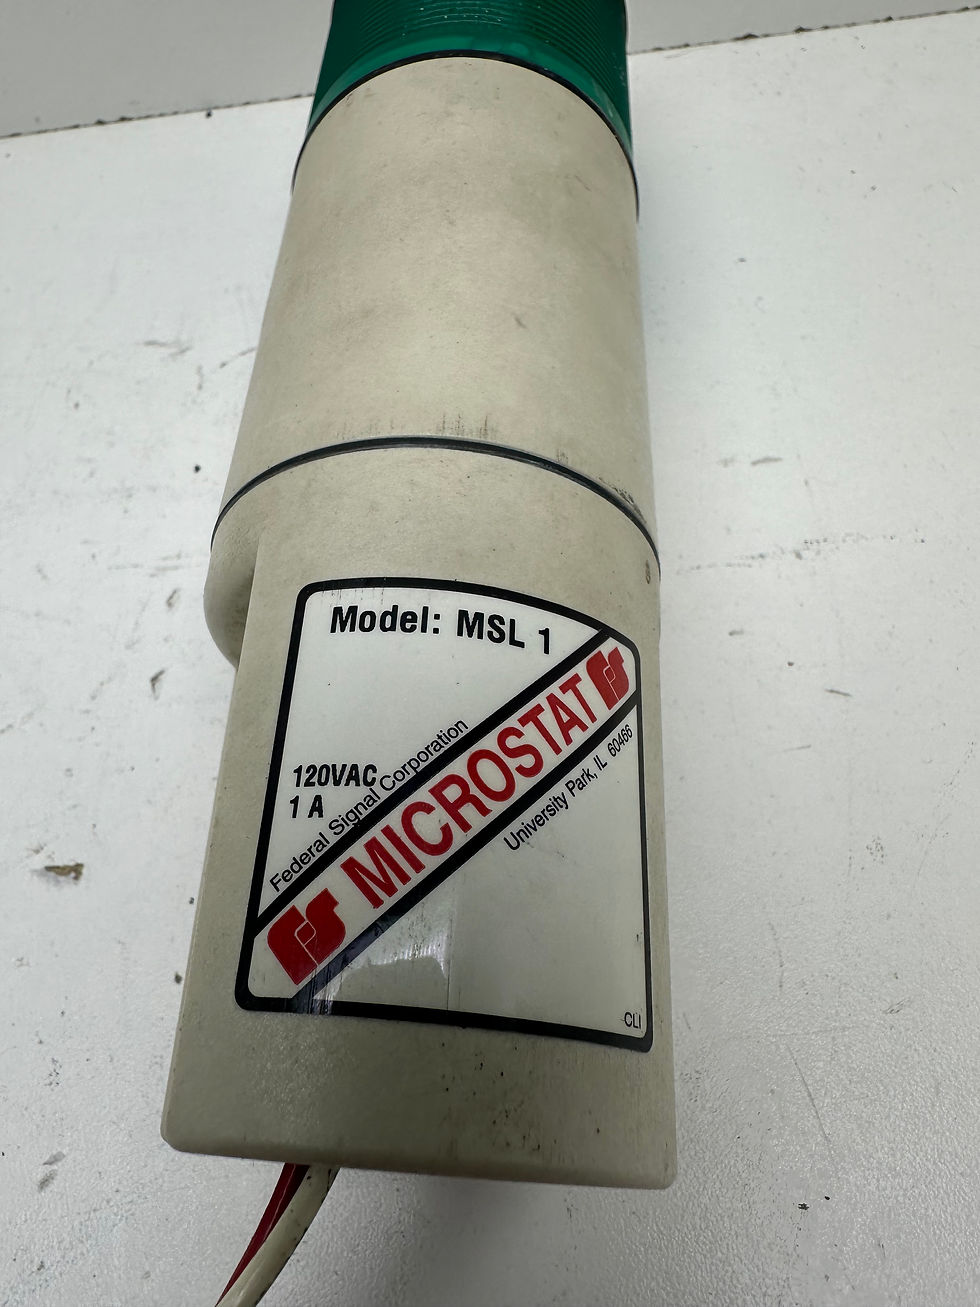 Model: MSL 1
120VAC
1 A
Federal Signal Corporation
MICROSTAT
University Park, IL 60466
CLI